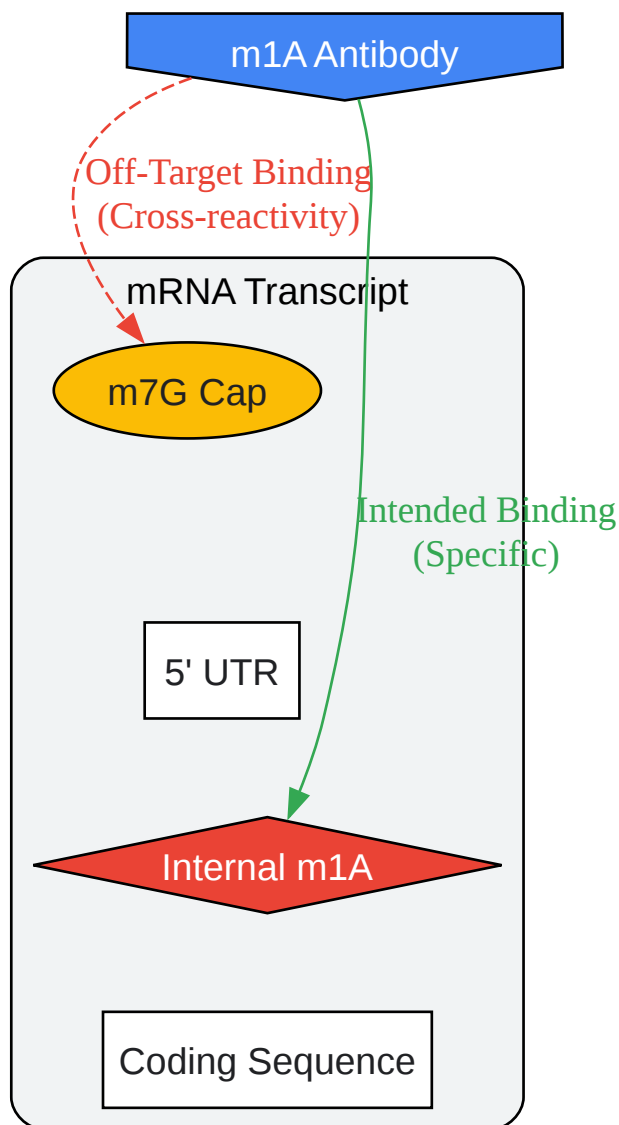 m1A Antibody
Off-Target Binding
(Cross-reactivity)
mRNA Transcript
m7G Cap
Intended Binding
(Specific)
5' UTR
Internal m1A
Coding Sequence